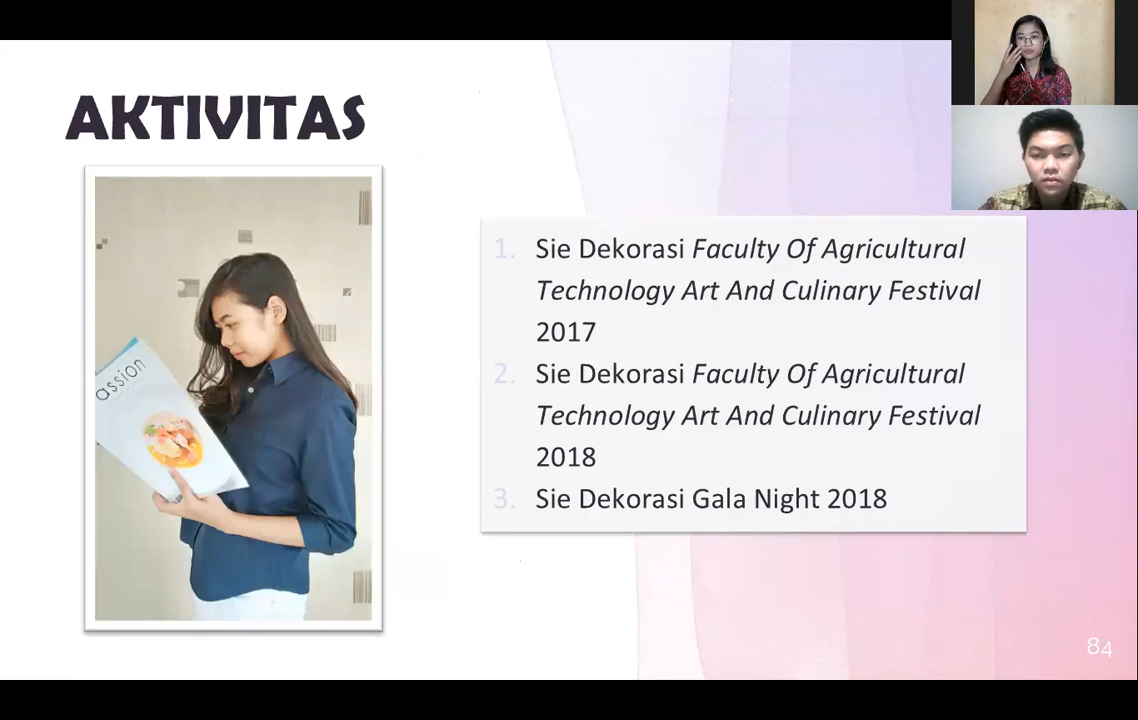 AKTIVITAS
assion
1. Sie Dekorasi Faculty Of Agricultural
Technology Art And Culinary Festival
2017
2. Sie Dekorasi Faculty Of Agricultural
Technology Art And Culinary Festival
2018
3. Sie Dekorasi Gala Night 2018
84